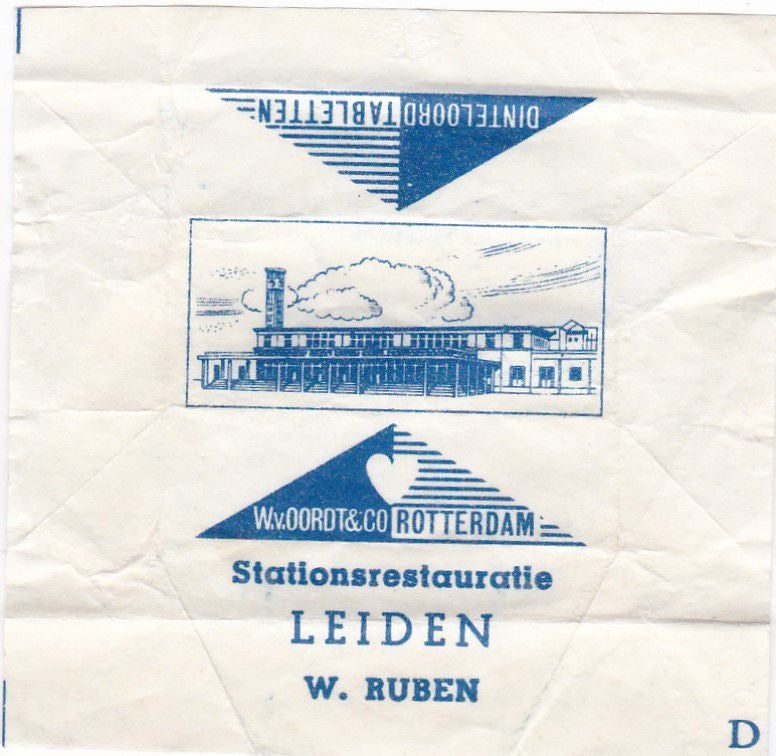 DINTELOORD TABLETTEN
W.v.OORDT&CO ROTTERDAM
Stationsrestauratie
LEIDEN
W. RUBEN
D